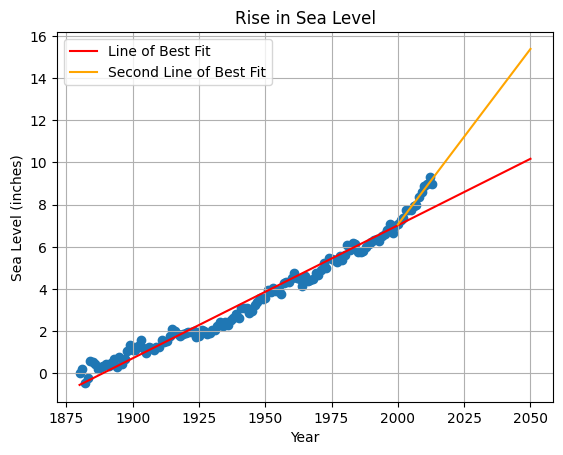 Rise in Sea Level
Line of Best Fit
Second Line of Best Fit
Sea Level (inches)
16
14
12
10
8
6
4
2
0
1875 1900 1925 1950 1975 2000 2025 2050
Year